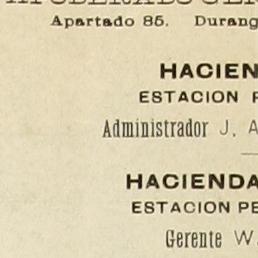 Apartado 85. Durang
HACIEN
ESTACION
Administrador J. A
HACIENDA
ESTACION PE
Gerente W.